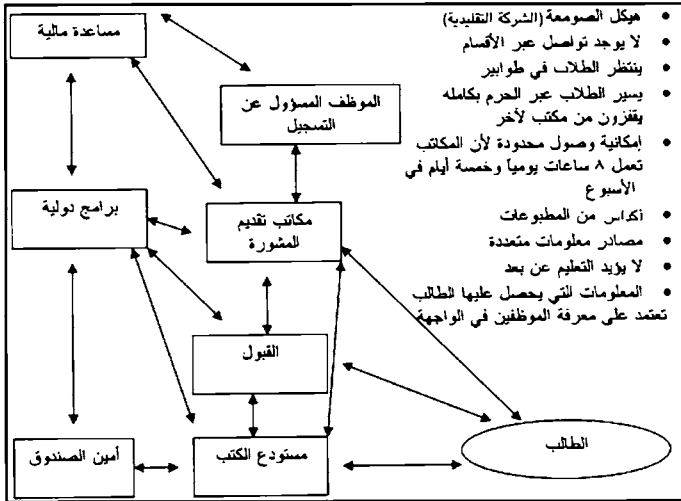 • هيكل الصومعة (الشركة التقليدية)
• لا يوجد تواصل عبر الأقسام
• ينتظر الطلاب في طوابير
• يسير الطلاب عبر الحرم بكامله
يقفزون من مكتب لآخر
• إمكانية وصول محدودة لأن المكاتب
تعمل ٨ ساعات يومياً وخمسة أيام في
الأسبوع
• أكداس من المطبوعات
• مصادر معلومات متعددة
• لا يؤيد التعليم عن بعد
• المعلومات التي يحصل عليها الطالب
تعتمد على معرفة الموظفين في الواجهة
مساعدة مالية
الموظف المسؤول عن
التسجيل
برامج دولية
مكاتب تقديم
المشورة
القبول
الطالب
مستودع الكتب
أمين الصندوق